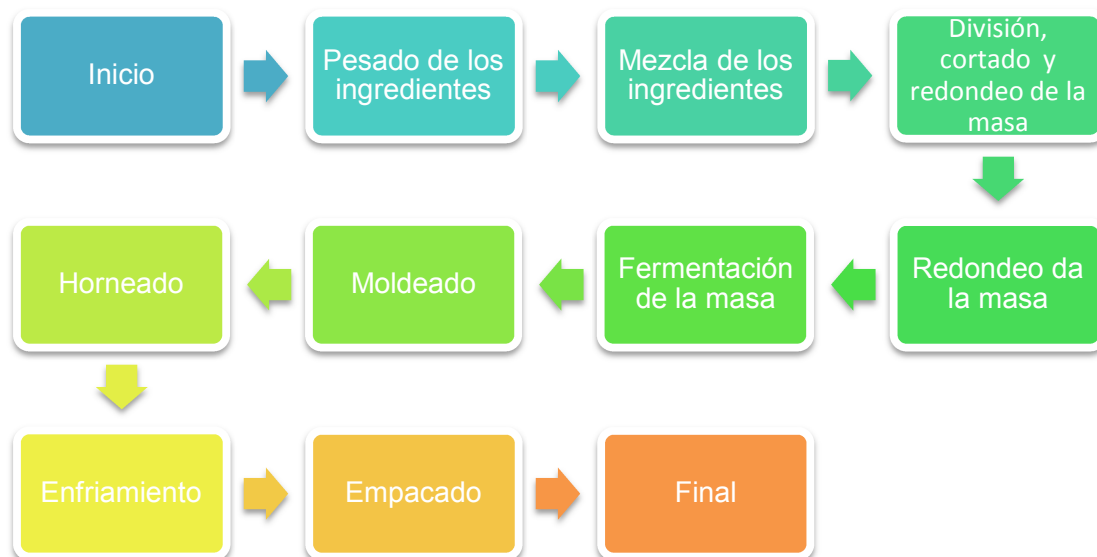 Inicio
Pesado de los
ingredientes
Mezcla de los
ingredientes
División,
cortado y
redondeo de la
masa
Redondeo da
la masa
Fermentación
de la masa
Moldeado
Horneado
Enfriamiento
Empacado
Final